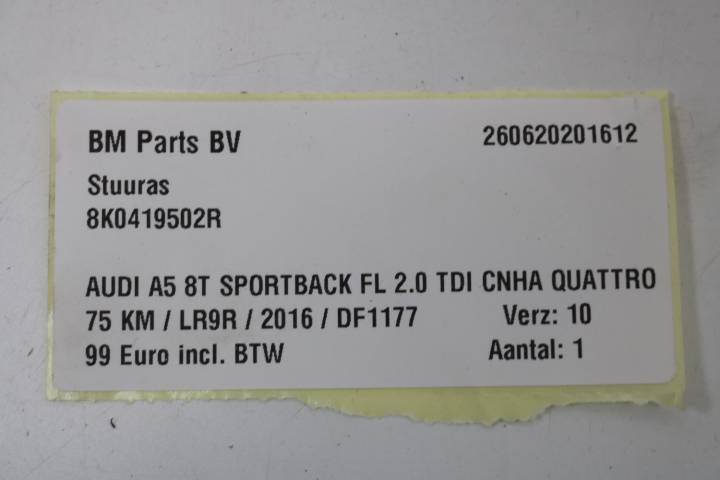 BM Parts BV 260620201612
Stuuras
8K0419502R
AUDI A5 8T SPORTBACK FL 2.0 TDI CNHA QUATTRO
75 KM / LR9R / 2016 / DF1177 Verz: 10
99 Euro incl. BTW Aantal: 1